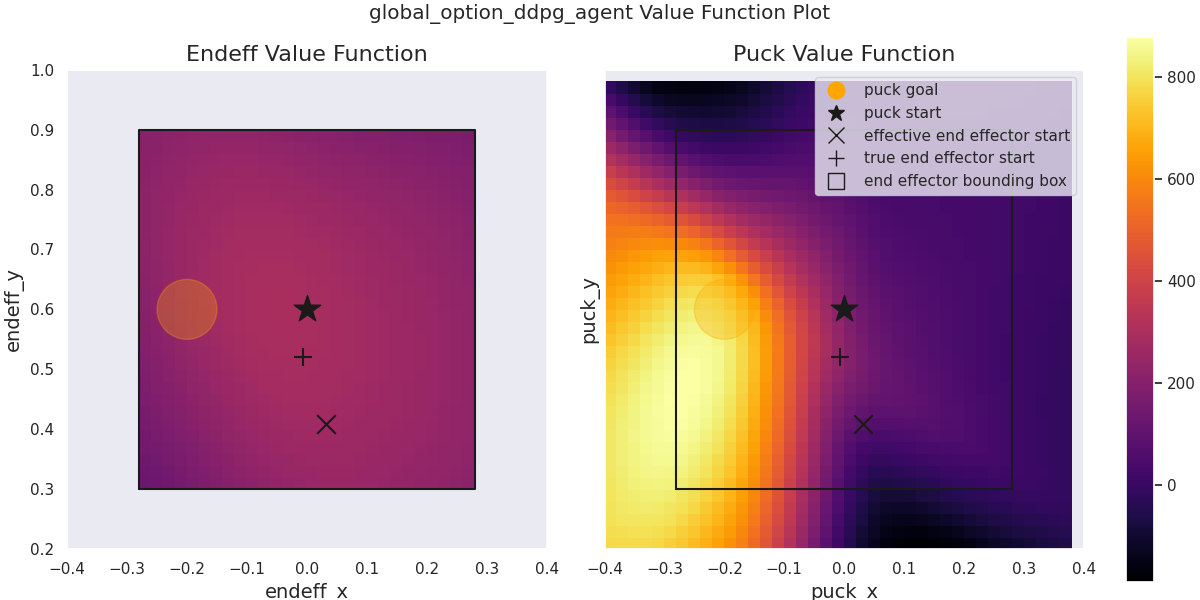 global_option_ddpg_agent Value Function Plot
Endeff Value Function
1.0
0.9
0.8
0.7
0.6
0.5
0.4
0.3
0.2
endeff_y
−0.4 −0.3 −0.2 −0.1 0.0 0.1 0.2 0.3 0.4
endeff_x
Puck Value Function
puck goal
puck start
effective end effector start
true end effector start
end effector bounding box
puck_y
−0.4 −0.3 −0.2 −0.1 0.0 0.1 0.2 0.3 0.4
puck_x
800
600
400
200
0